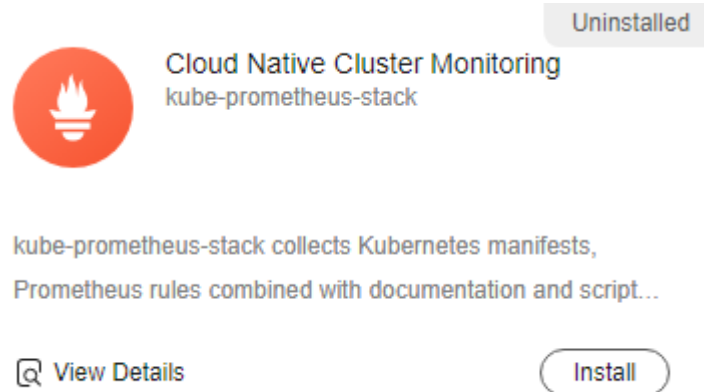 Uninstalled
Cloud Native Cluster Monitoring
kube-prometheus-stack
kube-prometheus-stack collects Kubernetes manifests,
Prometheus rules combined with documentation and script...
View Details
Install